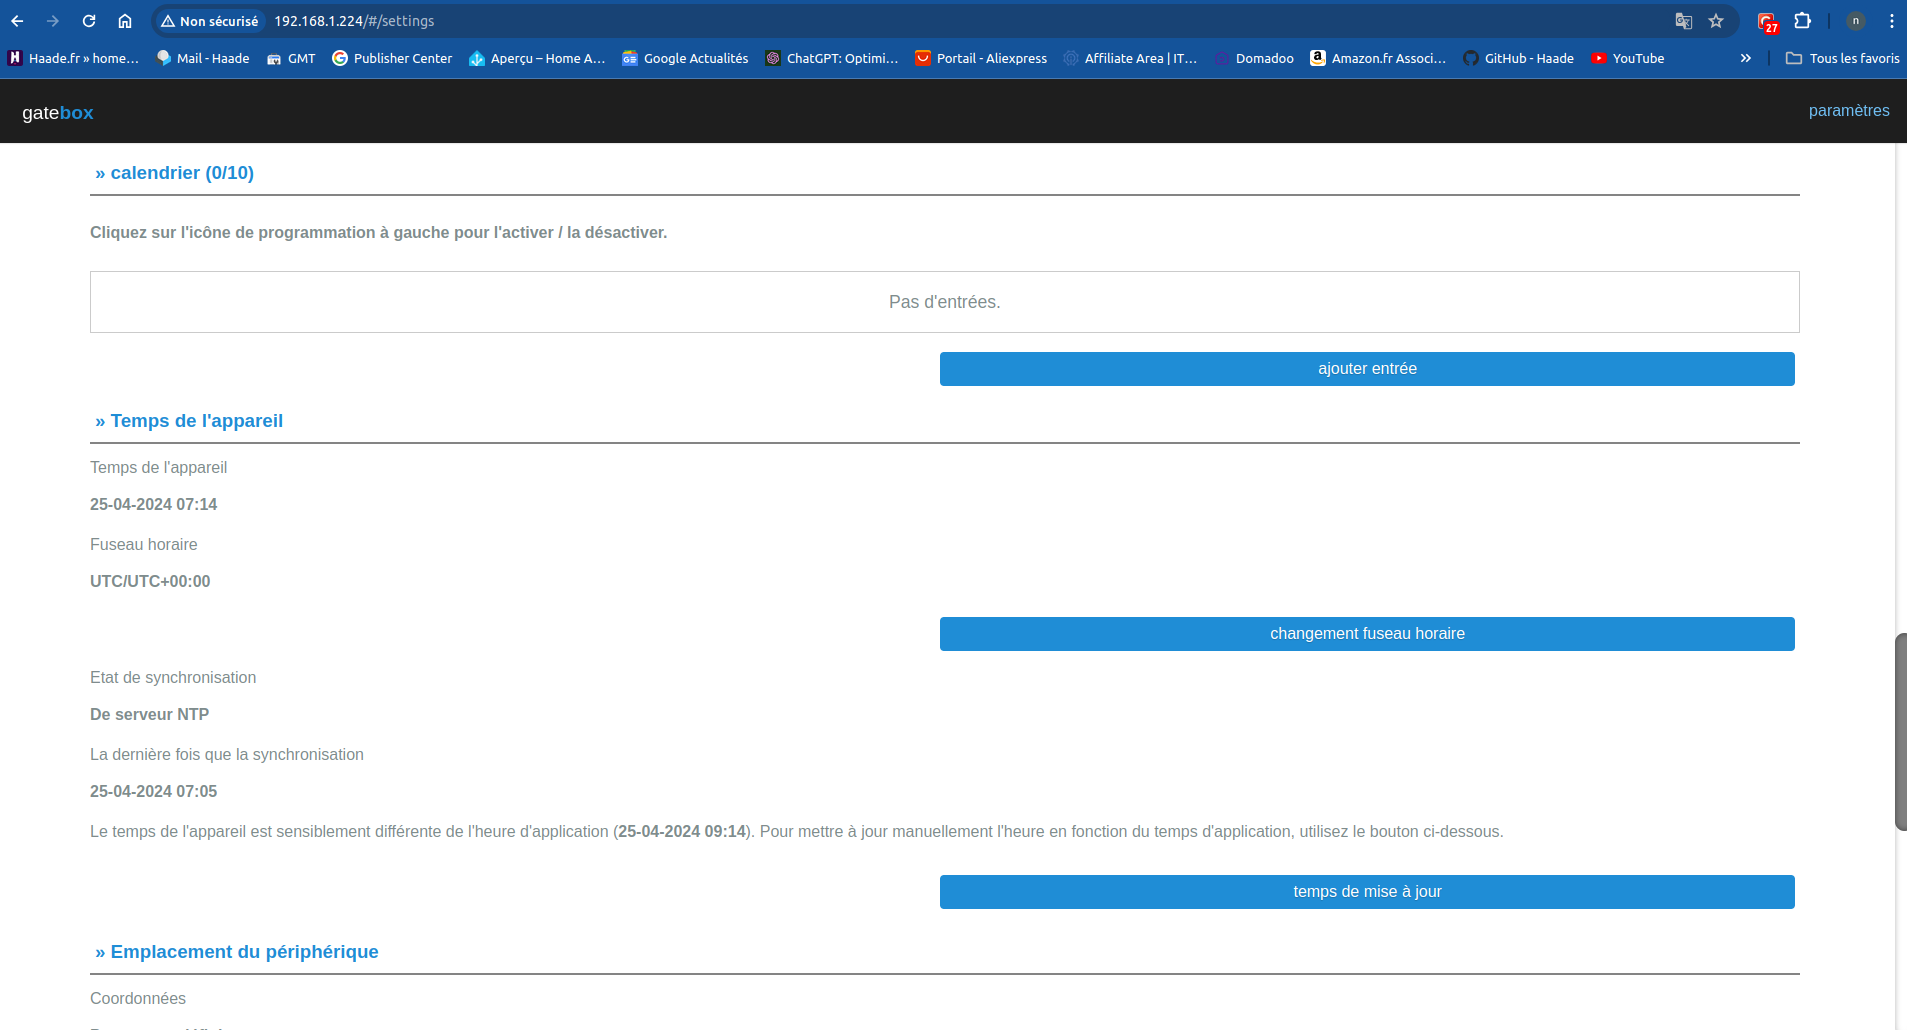 Non sécurisé 192.168.1.224/#/settings 27 n
Haade.fr » home... Mail - Haade GMT Publisher Center Aperçu – Home A... Google Actualités ChatGPT: Optimi... Portail - Aliexpress Affiliate Area | IT... Domadoo Amazon.fr Associ... GitHub - Haade YouTube » Tous les favoris
gatebox paramètres
» calendrier (0/10)
Cliquez sur l'icône de programmation à gauche pour l'activer / la désactiver.
Pas d'entrées.
ajouter entrée
» Temps de l'appareil
Temps de l'appareil
25-04-2024 07:14
Fuseau horaire
UTC/UTC+00:00
changement fuseau horaire
Etat de synchronisation
De serveur NTP
La dernière fois que la synchronisation
25-04-2024 07:05
Le temps de l'appareil est sensiblement différente de l'heure d'application (25-04-2024 09:14). Pour mettre à jour manuellement l'heure en fonction du temps d'application, utilisez le bouton ci-dessous.
temps de mise à jour
» Emplacement du périphérique
Coordonnées